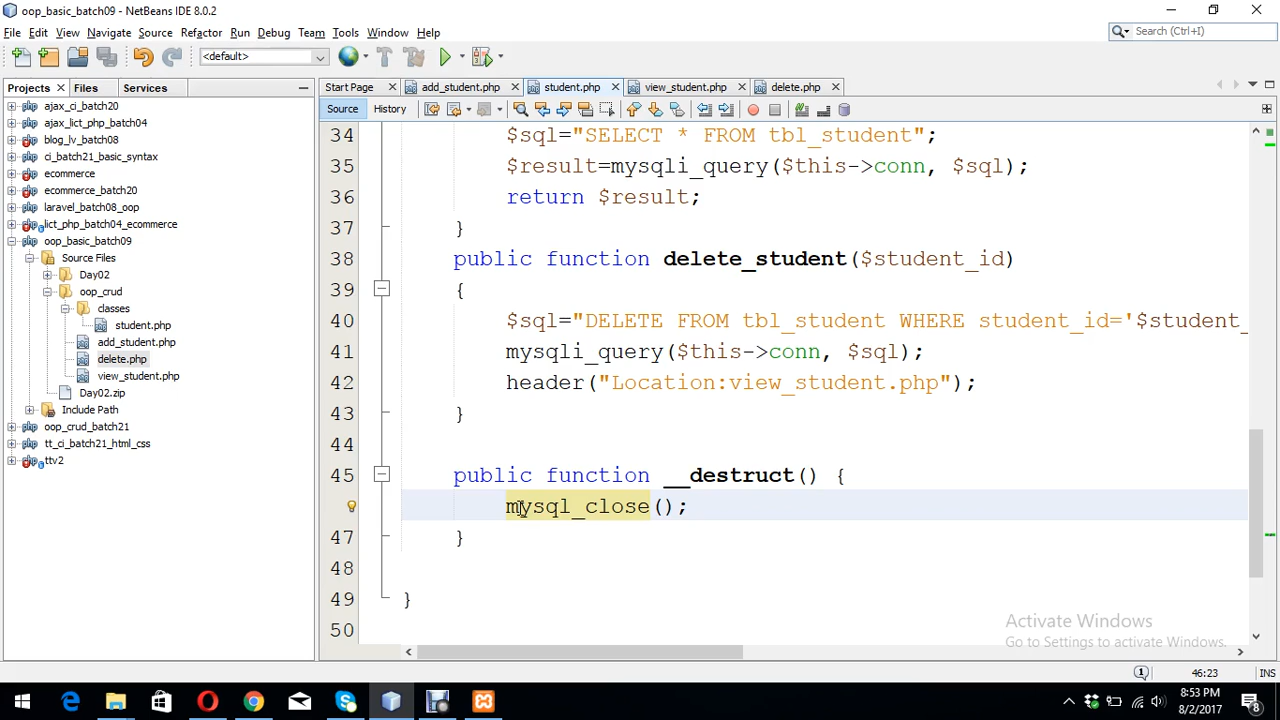 oop_basic_batch09 - NetBeans IDE 8.0.2
File Edit View Navigate Source Refactor Run Debug Team Tools Window Help
Search (Ctrl+I)
<default>
Projects Files Services
Start Page add_student.php student.php view_student.php delete.php
Source History
ajax_ci_batch20
ajax_lict_php_batch04
blog_lv_batch08
ci_batch21_basic_syntax
ecommerce
ecommerce_batch20
laravel_batch08_oop
lict_php_batch04_ecommerce
oop_basic_batch09
Source Files
Day02
oop_crud
classes
student.php
add_student.php
delete.php
view_student.php
Day02.zip
Include Path
oop_crud_batch21
tt_ci_batch21_html_css
ttv2
34 $sql="SELECT * FROM tbl_student";
35 $result=mysqli_query($this->conn, $sql);
36 return $result;
37 }
38 public function delete_student($student_id)
39 {
40 $sql="DELETE FROM tbl_student WHERE student_id='$student_
41 mysqli_query($this->conn, $sql);
42 header("Location:view_student.php");
43 }
44
45 public function __destruct() {
mysql_close();
47 }
48
49 }
50
Activate Windows
Go to Settings to activate Windows.
1 46:23 INS
8:53 PM
8/2/2017
8